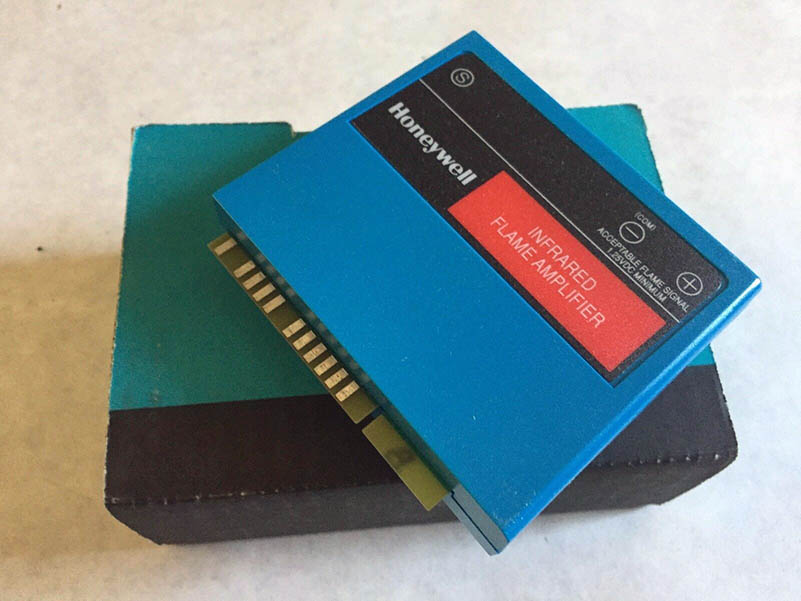 S
Honeywell
INFRARED
FLAME AMPLIFIER
(COM)
−
+
ACCEPTABLE FLAME SIGNAL
1.25VDC MINIMUM